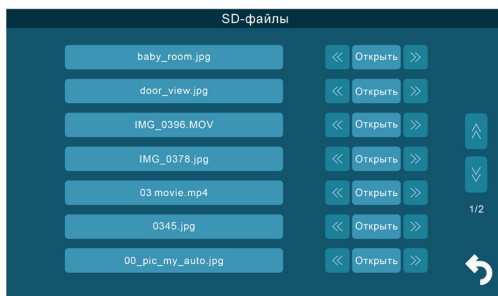 SD-файлы
baby_room.jpg « Открыть »
door_view.jpg « Открыть »
IMG_0396.MOV « Открыть »
IMG_0378.jpg « Открыть »
03 movie.mp4 « Открыть »
0345.jpg « Открыть »
00_pic_my_auto.jpg « Открыть »
1/2